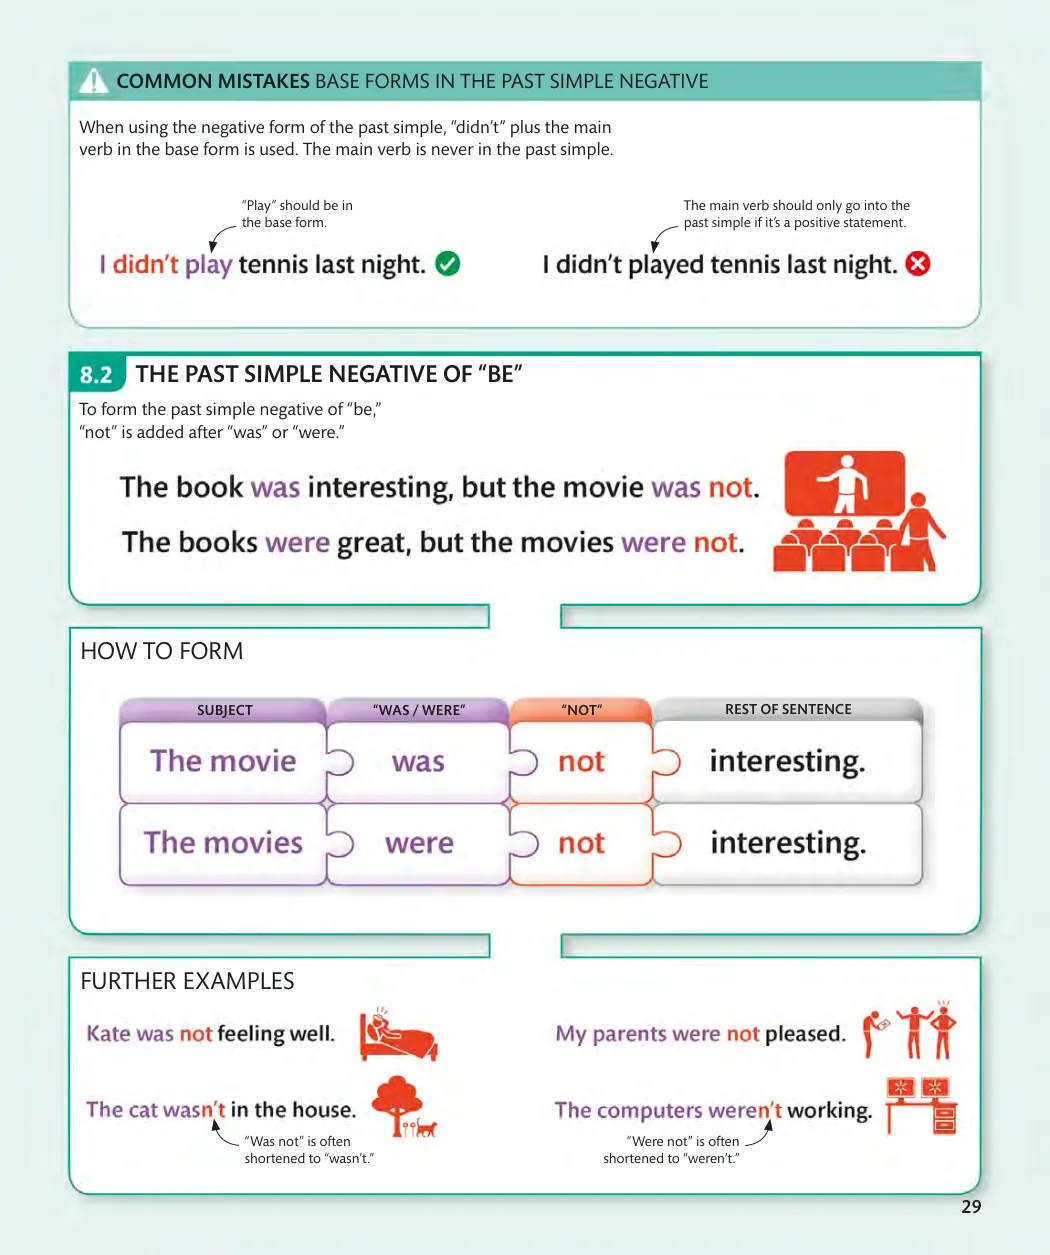 COMMON MISTAKES BASE FORMS IN THE PAST SIMPLE NEGATIVE
When using the negative form of the past simple, “didn’t” plus the main
verb in the base form is used. The main verb is never in the past simple.
“Play” should be in
the base form.
I didn’t play tennis last night.
The main verb should only go into the
past simple if it’s a positive statement.
I didn’t played tennis last night.
8.2 THE PAST SIMPLE NEGATIVE OF “BE”
To form the past simple negative of “be,”
“not” is added after “was” or “were.”
The book was interesting, but the movie was not.
The books were great, but the movies were not.
HOW TO FORM
SUBJECT “WAS / WERE” “NOT” REST OF SENTENCE
The movie was not interesting.
The movies were not interesting.
FURTHER EXAMPLES
Kate was not feeling well.
My parents were not pleased.
The cat wasn’t in the house.
“Was not” is often
shortened to “wasn’t.”
The computers weren’t working.
“Were not” is often
shortened to “weren’t.”
29